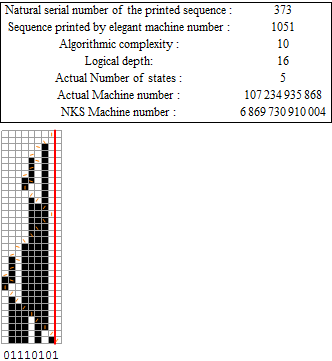 Natural serial number of the printed sequence : 373
Sequence printed by elegant machine number : 1051
Algorithmic complexity : 10
Logical depth: 16
Actual Number of states : 5
Actual Machine number : 107 234 935 868
NKS Machine number : 6 869 730 910 004
01110101